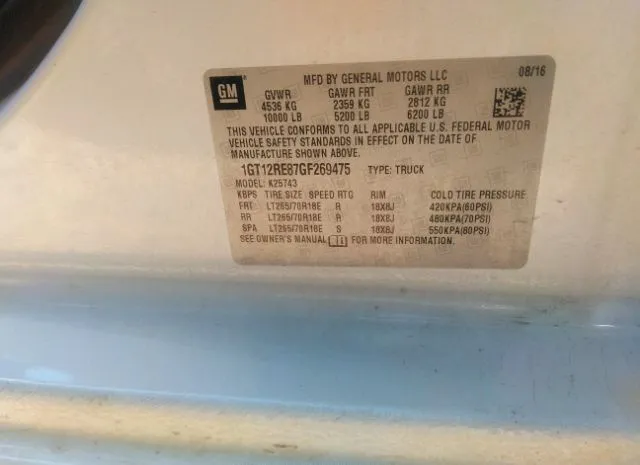 GM
MFD BY GENERAL MOTORS LLC 08/16
GVWR GAWR FRT GAWR RR
4536 KG 2359 KG 2812 KG
10000 LB 5200 LB 6200 LB
THIS VEHICLE CONFORMS TO ALL APPLICABLE U.S. FEDERAL MOTOR
VEHICLE SAFETY STANDARDS IN EFFECT ON THE DATE OF
MANUFACTURE SHOWN ABOVE.
1GT12RE87GF269475 TYPE: TRUCK
MODEL: K25743
KBPS TIRE SIZE SPEED RTG RIM COLD TIRE PRESSURE
FRT LT265/70R18E R 18X8J 420KPA(60PSI)
RR LT265/70R18E R 18X8J 480KPA(70PSI)
SPA LT265/70R18E S 18X8J 550KPA(80PSI)
SEE OWNER'S MANUAL FOR MORE INFORMATION.